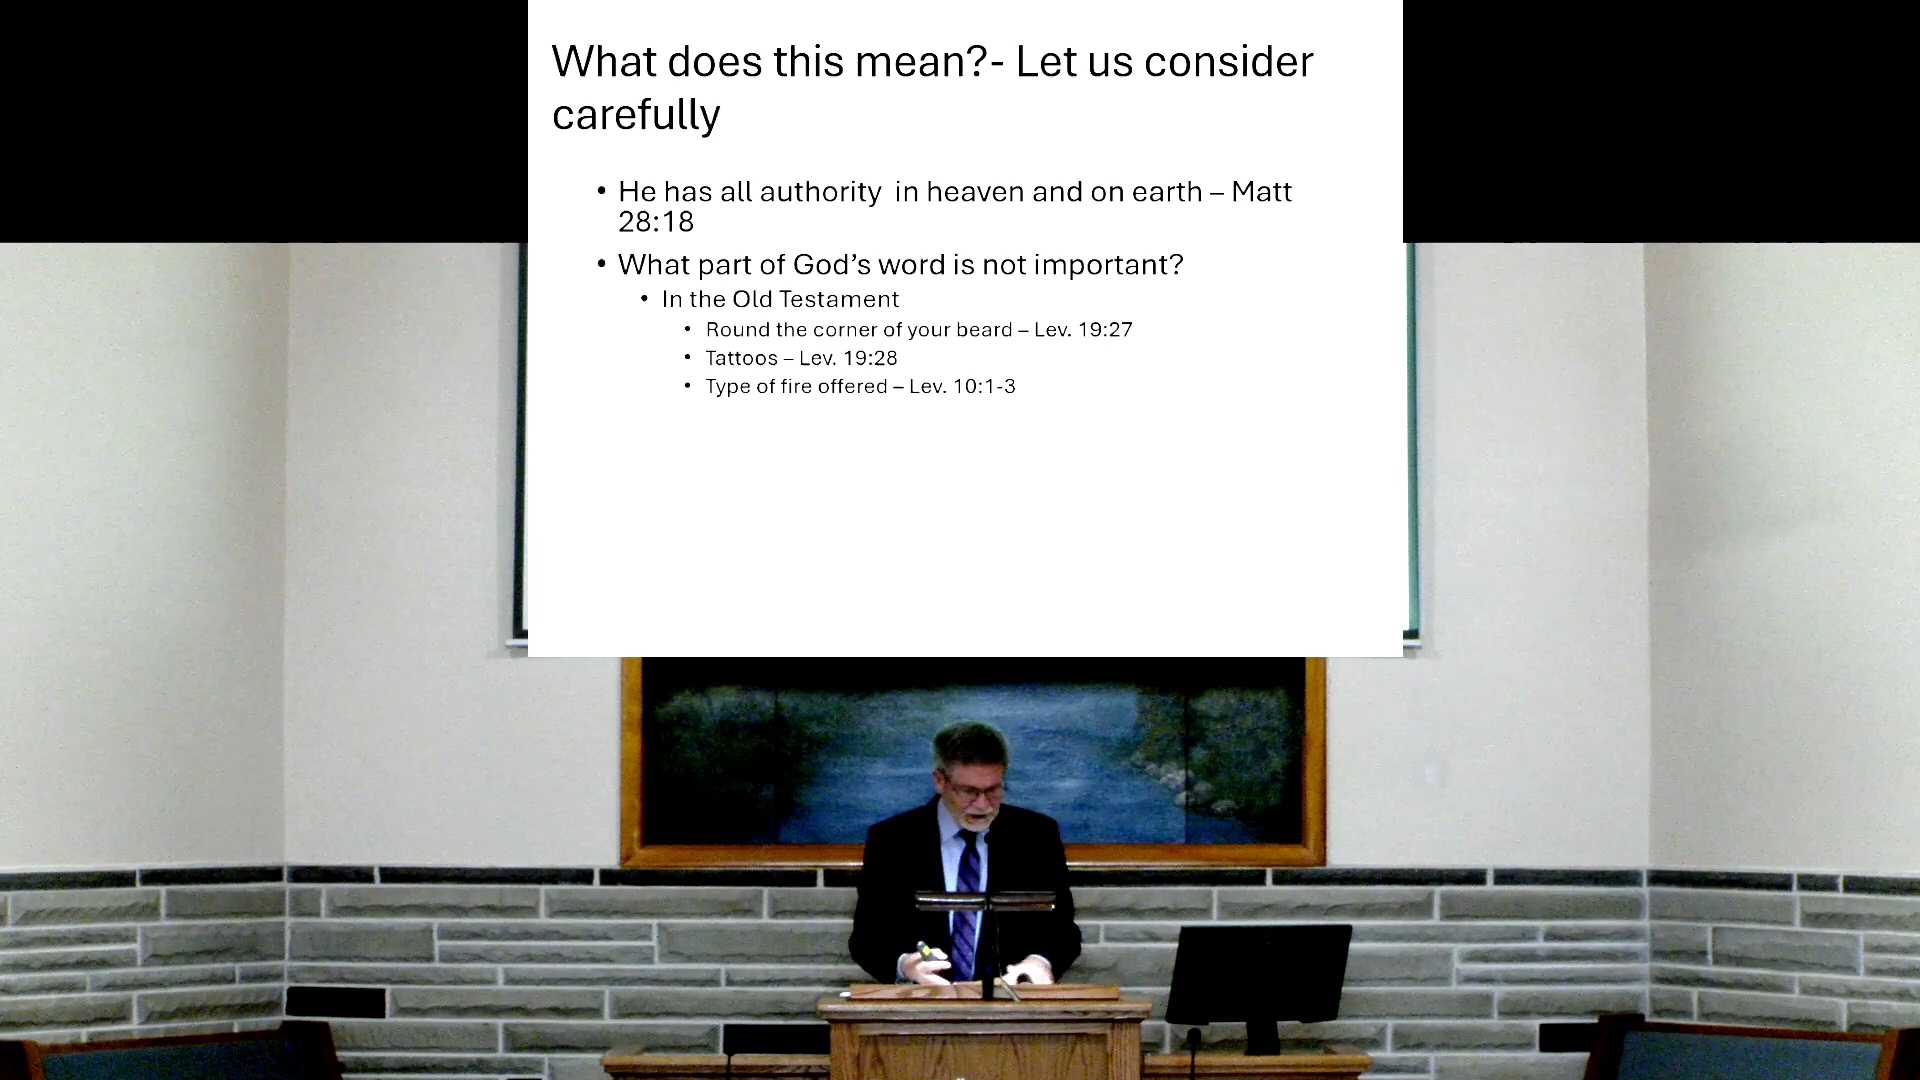 What does this mean?- Let us consider
carefully
• He has all authority  in heaven and on earth – Matt
28:18
• What part of God’s word is not important?
• In the Old Testament
• Round the corner of your beard – Lev. 19:27
• Tattoos – Lev. 19:28
• Type of fire offered – Lev. 10:1-3